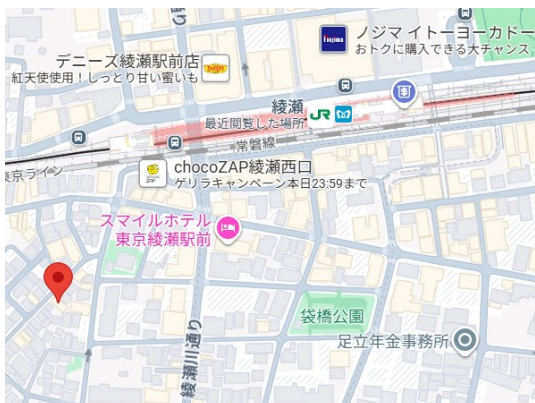 ノジマ イトーヨーカドー
おトクに購入できる大チャンス
デニーズ綾瀬駅前店
紅天使使用！しっとり甘い蜜いも
綾瀬
最近閲覧した場所
JR
常磐線
京ライン
chocoZAP綾瀬西口
ゲリラキャンペーン本日23:59まで
スマイルホテル
東京綾瀬駅前
袋橋公園
足立年金事務所
綾瀬川通り